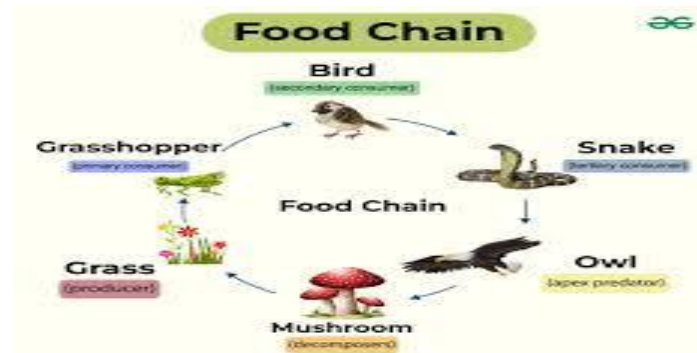 Food Chain
Bird
(secondary consumer)
Grasshopper
(primary consumer)
Snake
(tertiary consumer)
Food Chain
Grass
(producer)
Owl
(apex predator)
Mushroom
(decomposers)